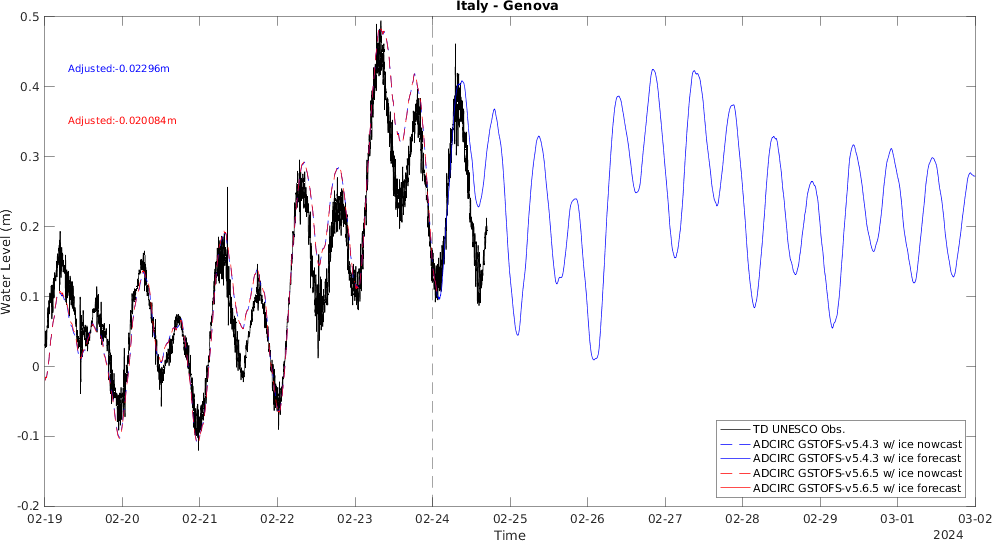 Italy - Genova
Adjusted:-0.02296m
Adjusted:-0.020084m
Water Level (m)
0.5
0.4
0.3
0.2
0.1
0
-0.1
-0.2
02-19
02-20
02-21
02-22
02-23
02-24
02-25
02-26
02-27
02-28
02-29
03-01
03-02
Time
2024
TD UNESCO Obs.
ADCIRC GSTOFS-v5.4.3 w/ ice nowcast
ADCIRC GSTOFS-v5.4.3 w/ ice forecast
ADCIRC GSTOFS-v5.6.5 w/ ice nowcast
ADCIRC GSTOFS-v5.6.5 w/ ice forecast